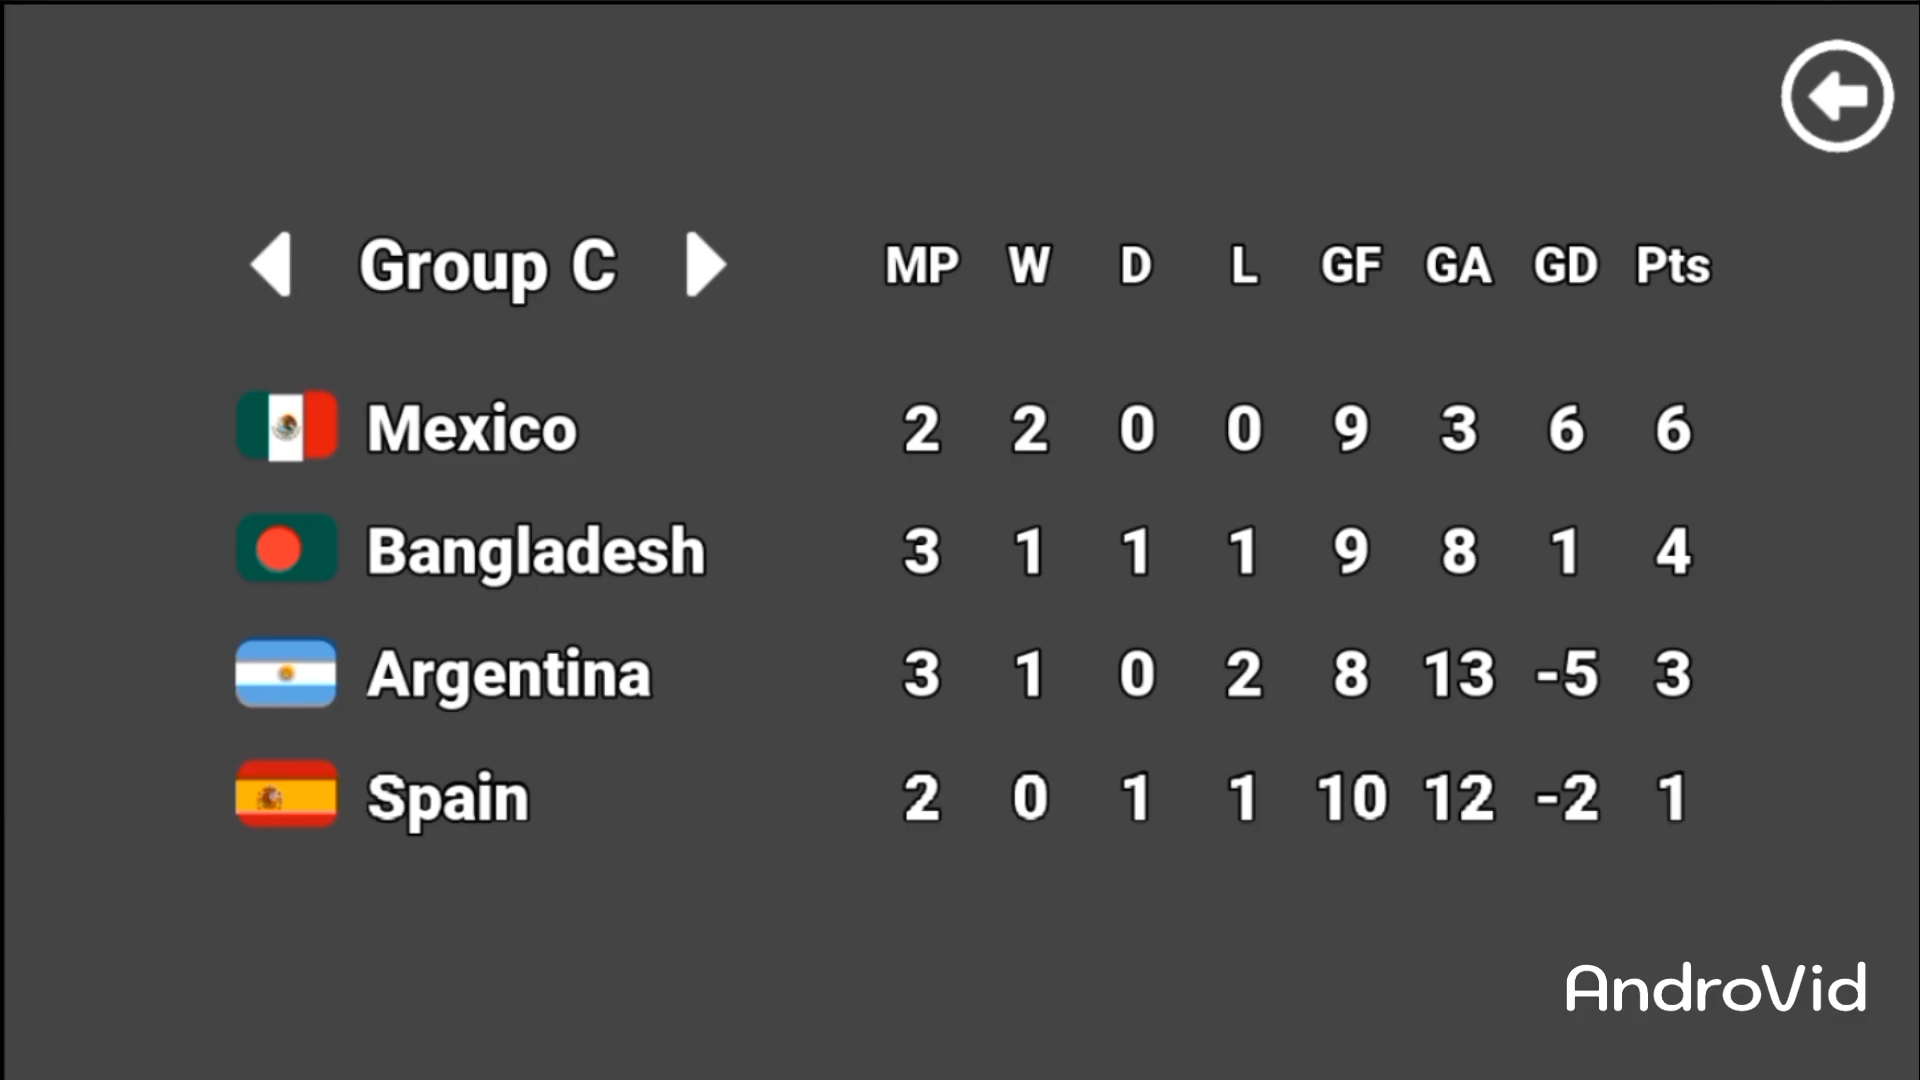 Group C MP W D L GF GA GD Pts
Mexico 2 2 0 0 9 3 6 6
Bangladesh 3 1 1 1 9 8 1 4
Argentina 3 1 0 2 8 13 -5 3
Spain 2 0 1 1 10 12 -2 1
AndroVid